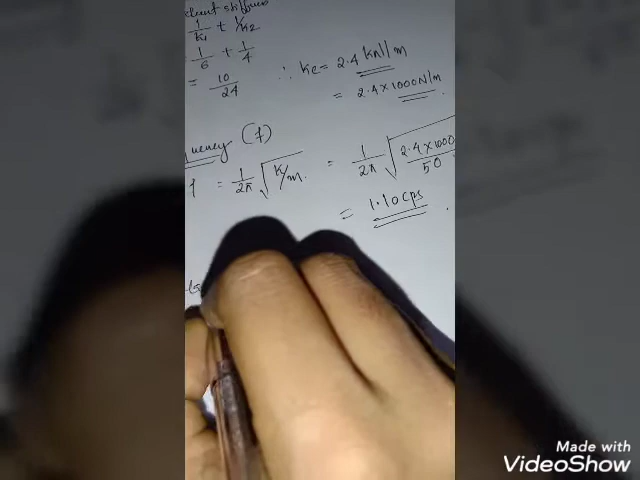 stiffness
1/k1 + 1/k2
1/6 + 1/4
= 10/24 ∴ Ke = 2.4 kN/m
= 2.4 x 1000 N/m
(f)
f = 1/2π √k/m = 1/2π √2.4 x 1000/50
= 1.10 cps
Made with
VideoShow